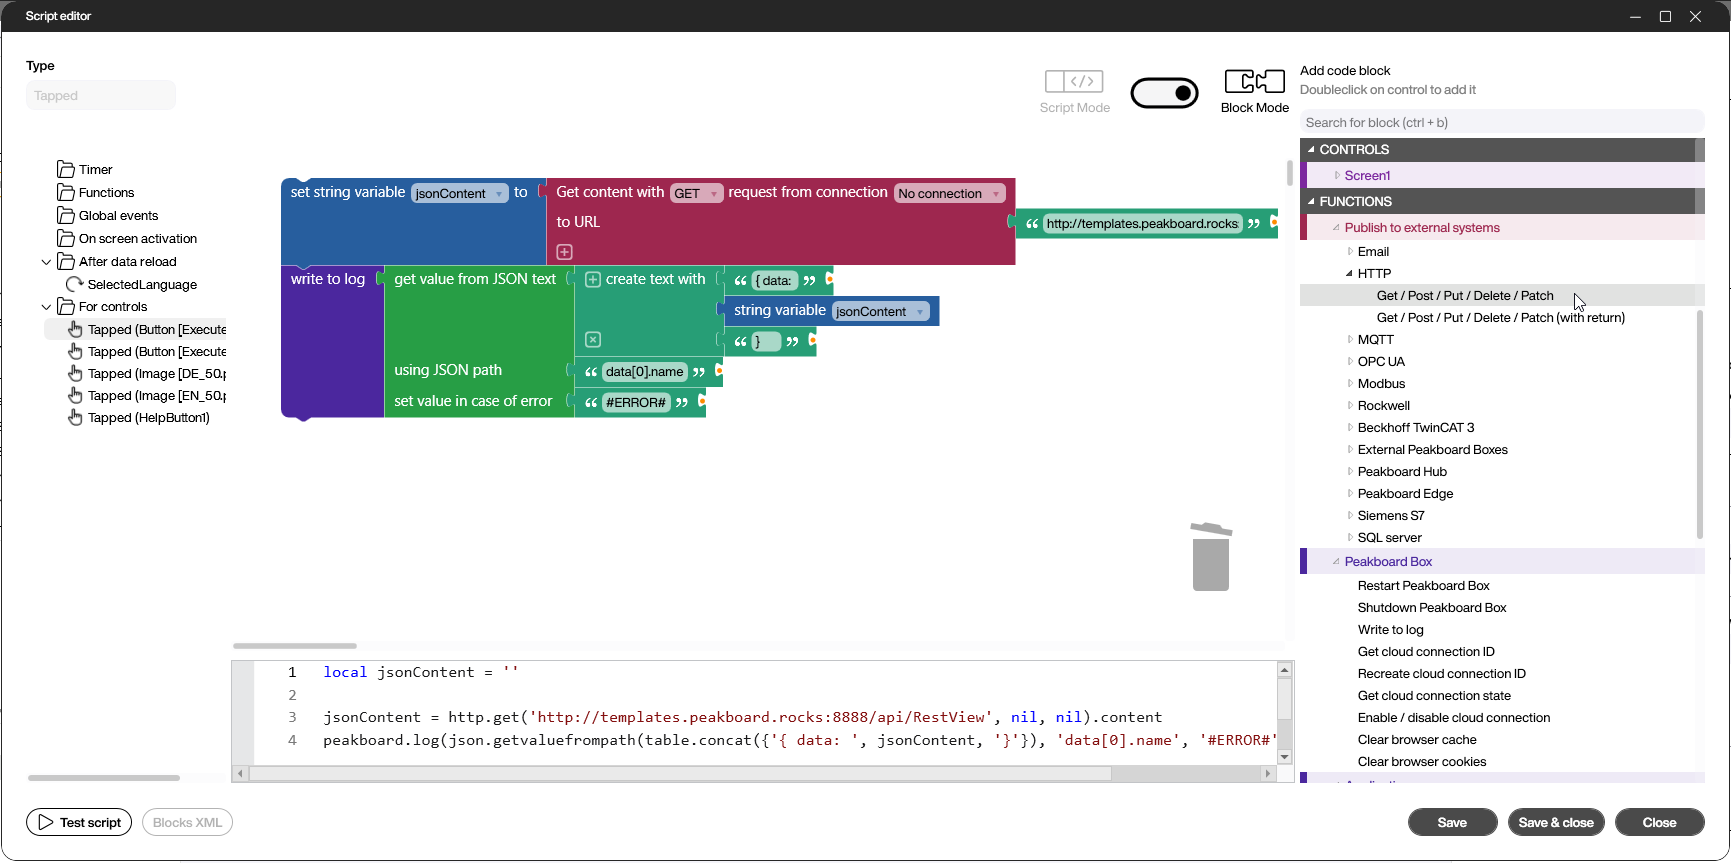 Script editor
Type
Tapped
Script Mode
Block Mode
Timer
Functions
Global events
On screen activation
After data reload
SelectedLanguage
For controls
Tapped (Button [Execute
Tapped (Button [Execute
Tapped (Image [DE_50.p
Tapped (Image [EN_50.p
Tapped (HelpButton1)
set string variable jsonContent to Get content with GET request from connection No connection
to URL “ http://templates.peakboard.rocks ”
write to log get value from JSON text create text with “ { data: ”
string variable jsonContent
“ } ”
using JSON path “ data[0].name ”
set value in case of error “ #ERROR# ”
1 local jsonContent = ''
2
3 jsonContent = http.get('http://templates.peakboard.rocks:8888/api/RestView', nil, nil).content
4 peakboard.log(json.getvaluefrompath(table.concat({'{ data: ', jsonContent, '}'}), 'data[0].name', '#ERROR#'
Test script
Blocks XML
Add code block
Doubleclick on control to add it
Search for block (ctrl + b)
CONTROLS
Screen1
FUNCTIONS
Publish to external systems
Email
HTTP
Get / Post / Put / Delete / Patch
Get / Post / Put / Delete / Patch (with return)
MQTT
OPC UA
Modbus
Rockwell
Beckhoff TwinCAT 3
External Peakboard Boxes
Peakboard Hub
Peakboard Edge
Siemens S7
SQL server
Peakboard Box
Restart Peakboard Box
Shutdown Peakboard Box
Write to log
Get cloud connection ID
Recreate cloud connection ID
Get cloud connection state
Enable / disable cloud connection
Clear browser cache
Clear browser cookies
Save
Save & close
Close